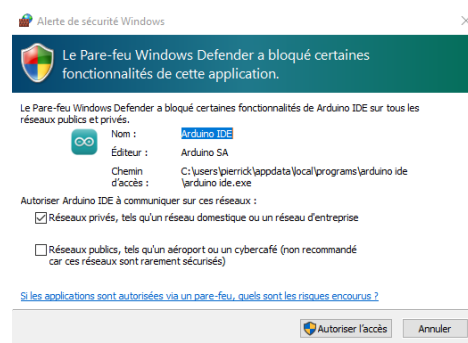 Alerte de sécurité Windows
Le Pare-feu Windows Defender a bloqué certaines
fonctionnalités de cette application.
Le Pare-feu Windows Defender a bloqué certaines fonctionnalités de Arduino IDE sur tous les
réseaux publics et privés.
Nom : Arduino IDE
Éditeur : Arduino SA
Chemin C:\users\pierrick\appdata\local\programs\arduino ide
d'accès : \arduino ide.exe
Autoriser Arduino IDE à communiquer sur ces réseaux :
Réseaux privés, tels qu'un réseau domestique ou un réseau d'entreprise
Réseaux publics, tels qu'un aéroport ou un cybercafé (non recommandé
car ces réseaux sont rarement sécurisés)
Si les applications sont autorisées via un pare-feu, quels sont les risques encourus ?
Autoriser l'accès Annuler